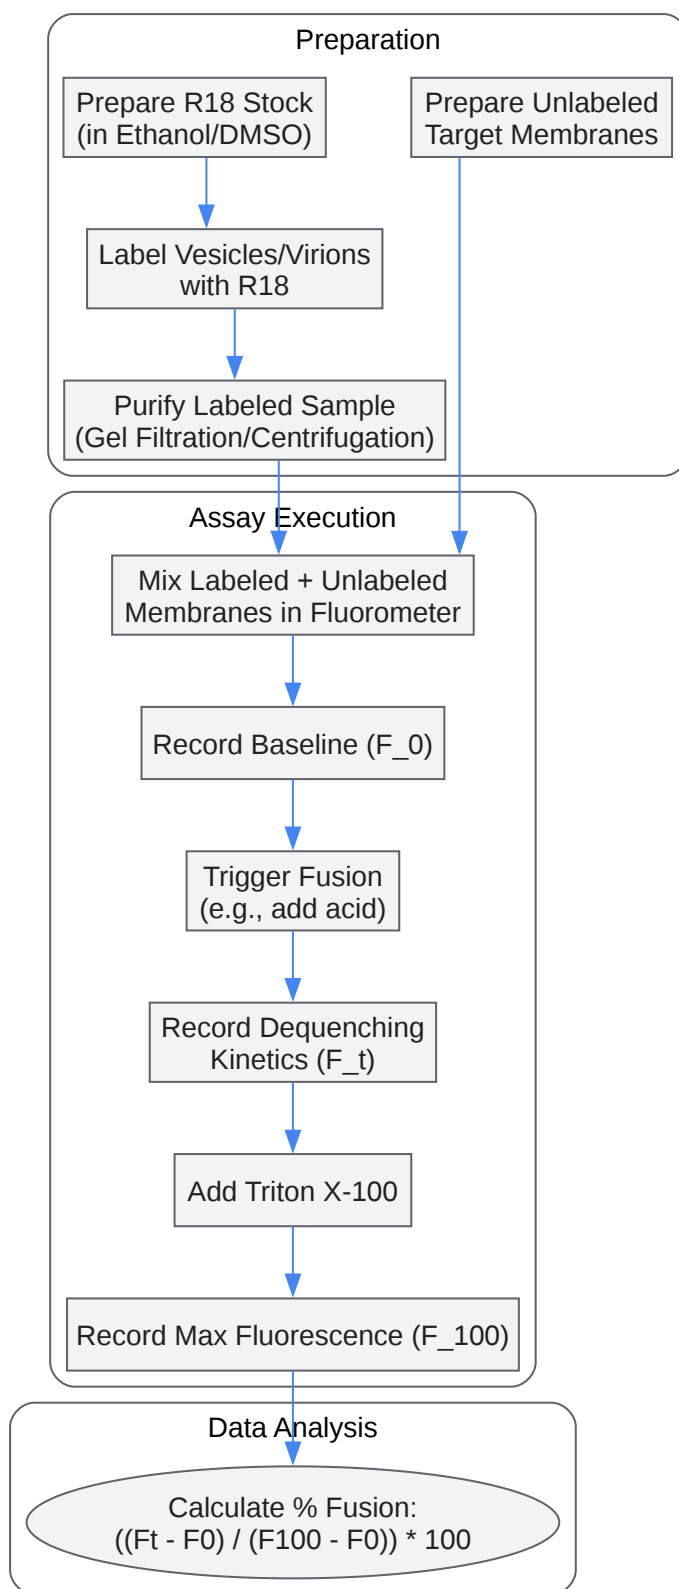 Preparation
Prepare R18 Stock
(in Ethanol/DMSO)
Prepare Unlabeled
Target Membranes
Label Vesicles/Virions
with R18
Purify Labeled Sample
(Gel Filtration/Centrifugation)
Assay Execution
Mix Labeled + Unlabeled
Membranes in Fluorometer
Record Baseline (F_0)
Trigger Fusion
(e.g., add acid)
Record Dequenching
Kinetics (F_t)
Add Triton X-100
Record Max Fluorescence (F_100)
Data Analysis
Calculate % Fusion:
((Ft - F0) / (F100 - F0)) * 100